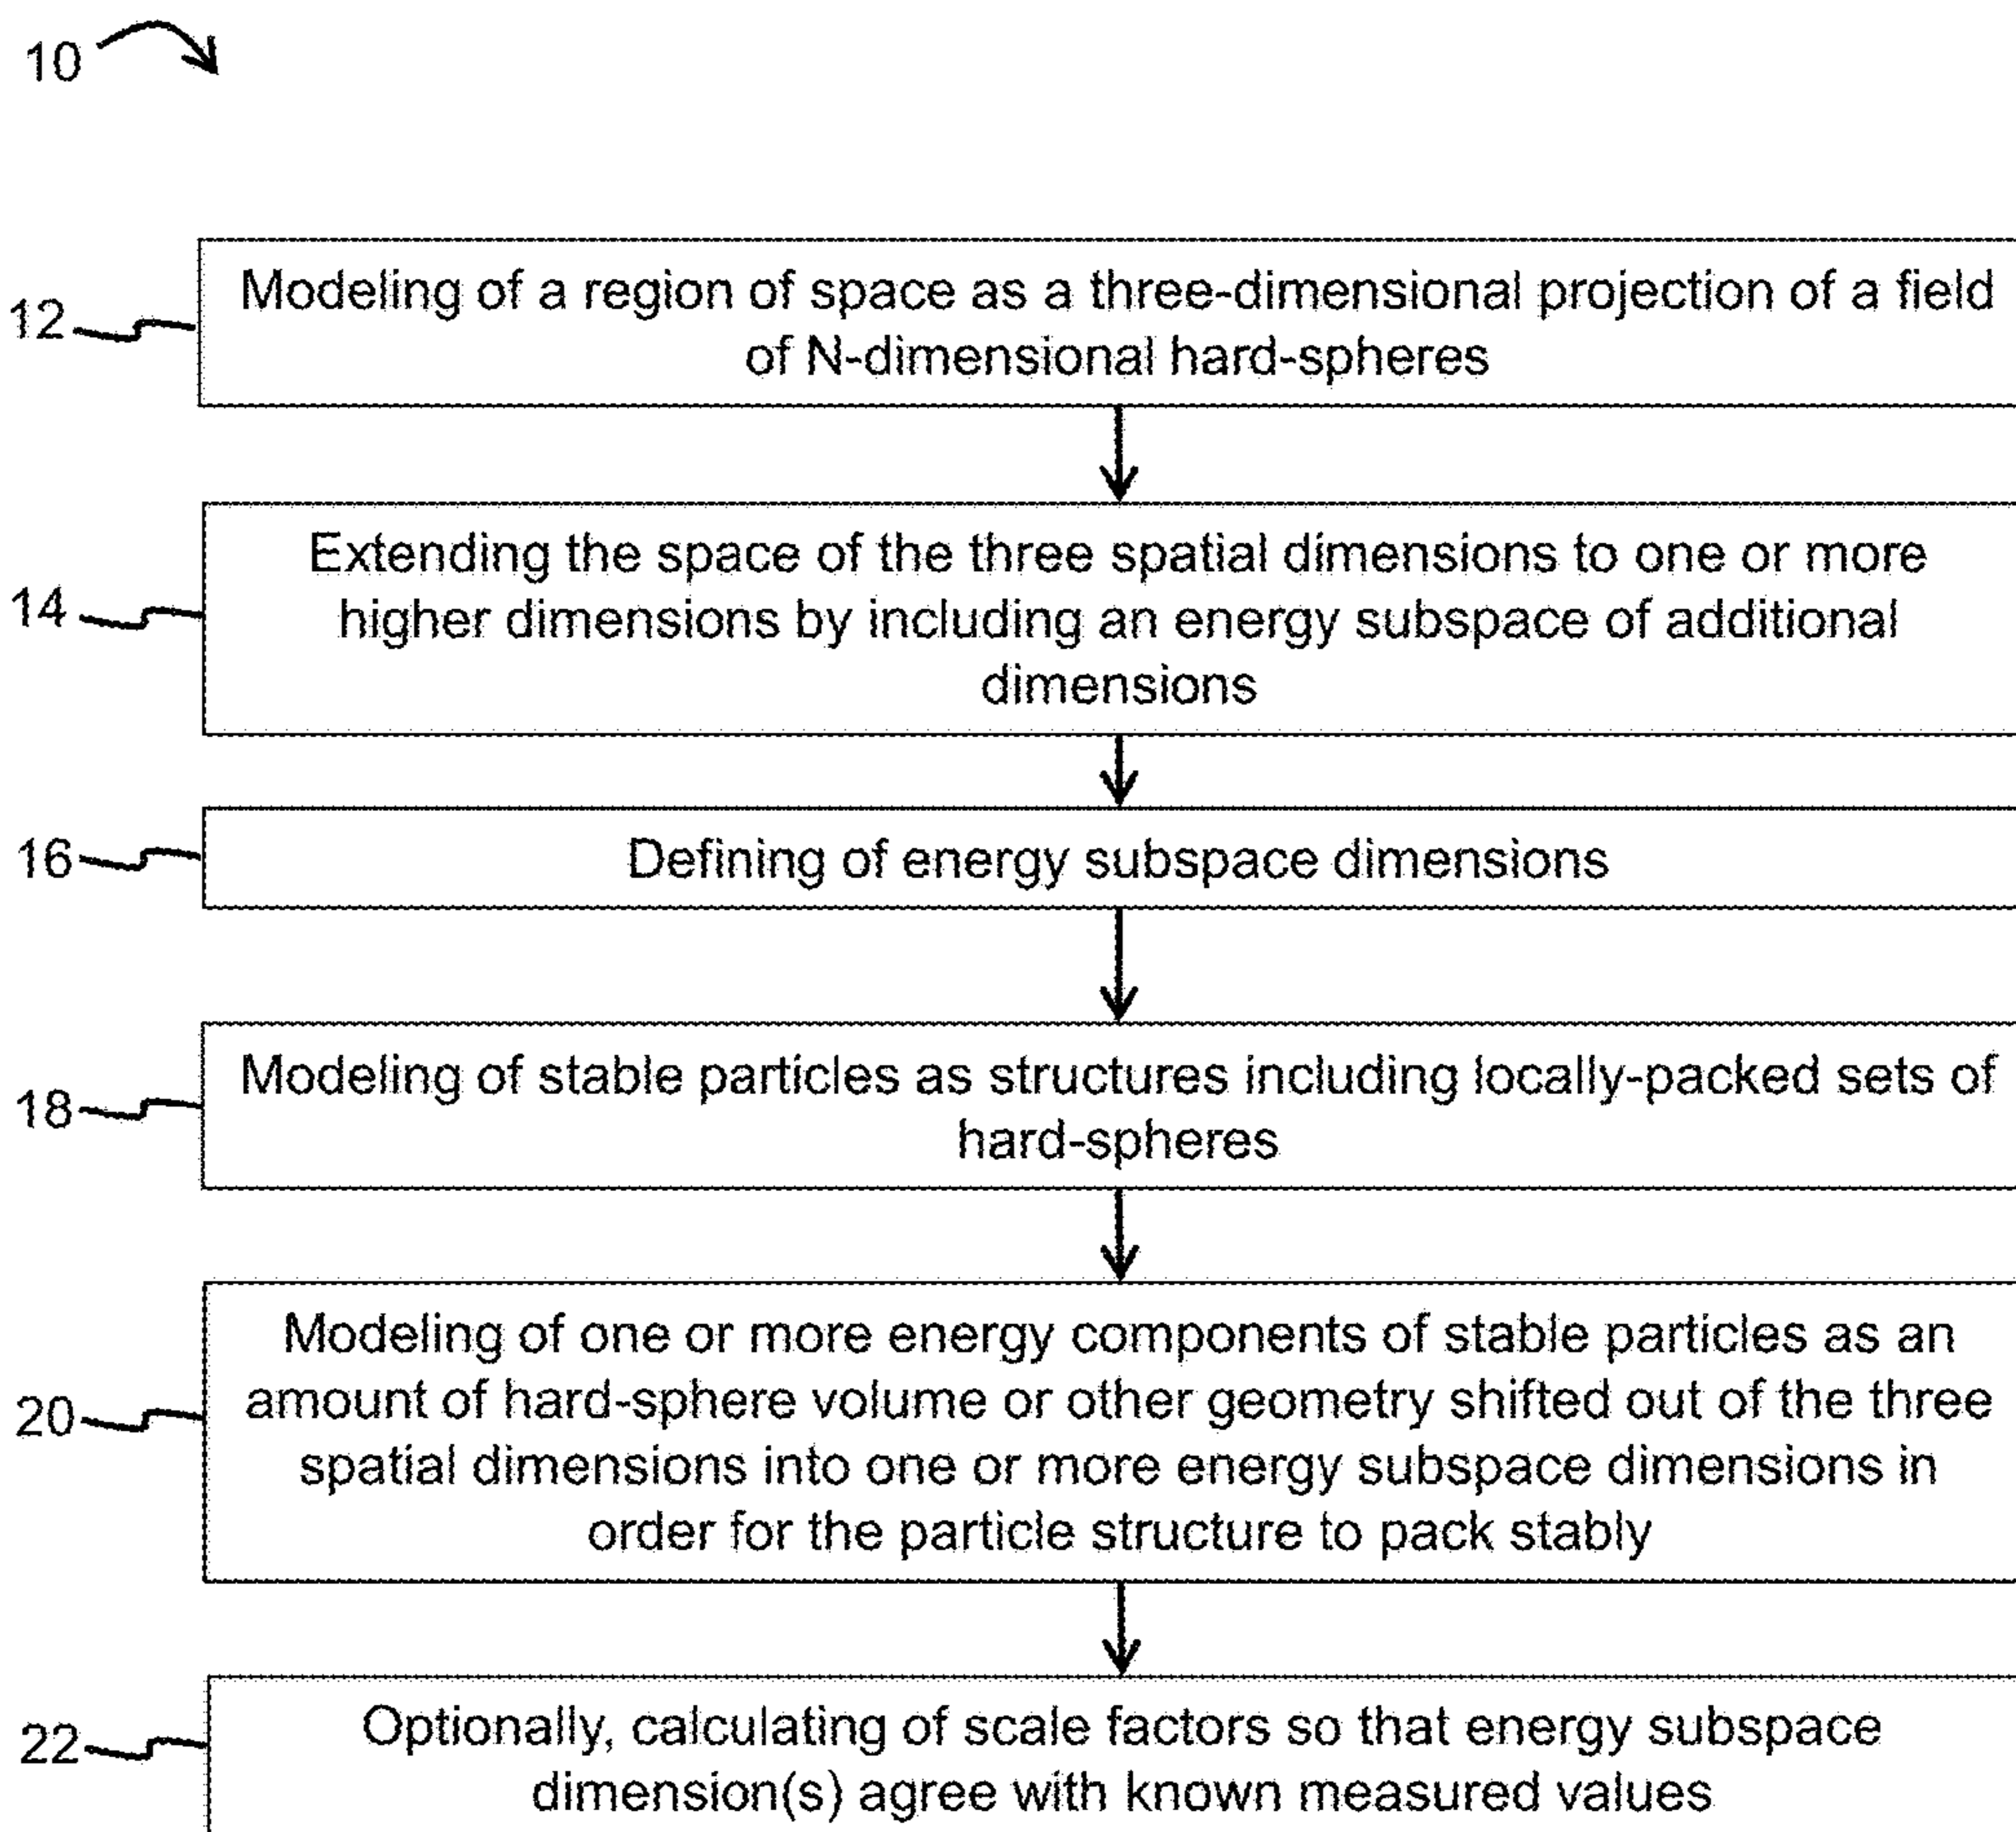 10
12
Modeling of a region of space as a three-dimensional projection of a field
of N-dimensional hard-spheres
14
Extending the space of the three spatial dimensions to one or more
higher dimensions by including an energy subspace of additional
dimensions
16
Defining of energy subspace dimensions
18
Modeling of stable particles as structures including locally-packed sets of
hard-spheres
20
Modeling of one or more energy components of stable particles as an
amount of hard-sphere volume or other geometry shifted out of the three
spatial dimensions into one or more energy subspace dimensions in
order for the particle structure to pack stably
22
Optionally, calculating of scale factors so that energy subspace
dimension(s) agree with known measured values